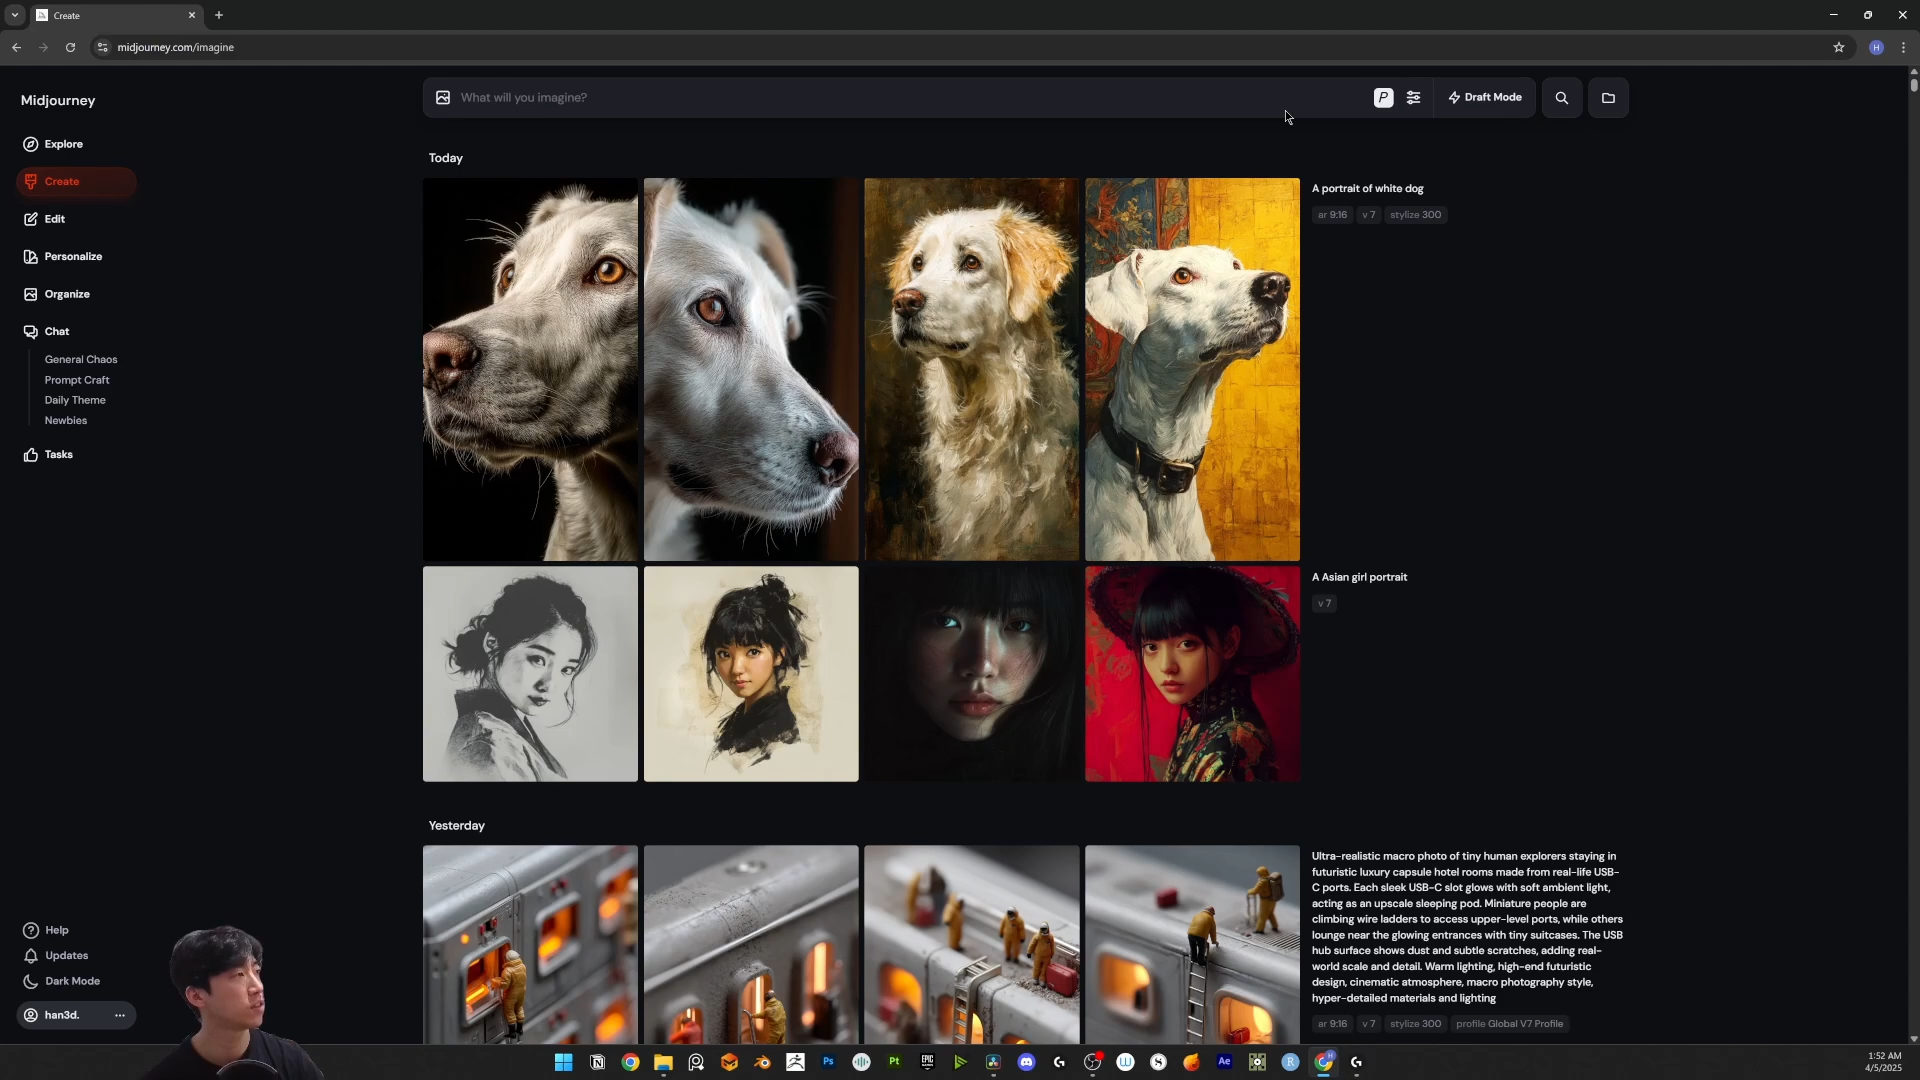 Create
midjourney.com/imagine
H
Midjourney
What will you imagine?
P
Draft Mode
Explore
Create
Edit
Personalize
Organize
Chat
General Chaos
Prompt Craft
Daily Theme
Newbies
Tasks
Today
A portrait of white dog
ar 9:16 v 7 stylize 300
A Asian girl portrait
v 7
Yesterday
Ultra-realistic macro photo of tiny human explorers staying in
futuristic luxury capsule hotel rooms made from real-life USB-
C ports. Each sleek USB-C slot glows with soft ambient light,
acting as an upscale sleeping pod. Miniature people are
climbing wire ladders to access upper-level ports, while others
lounge near the glowing entrances with tiny suitcases. The USB
hub surface shows dust and subtle scratches, adding real-
world scale and detail. Warm lighting, high-end futuristic
design, cinematic atmosphere, macro photography style,
hyper-detailed materials and lighting
ar 9:16 v 7 stylize 300 profile Global V7 Profile
Help
Updates
Dark Mode
han3d.
Ps
Pt
EPIC
Ae
R
1:52 AM
4/5/2025